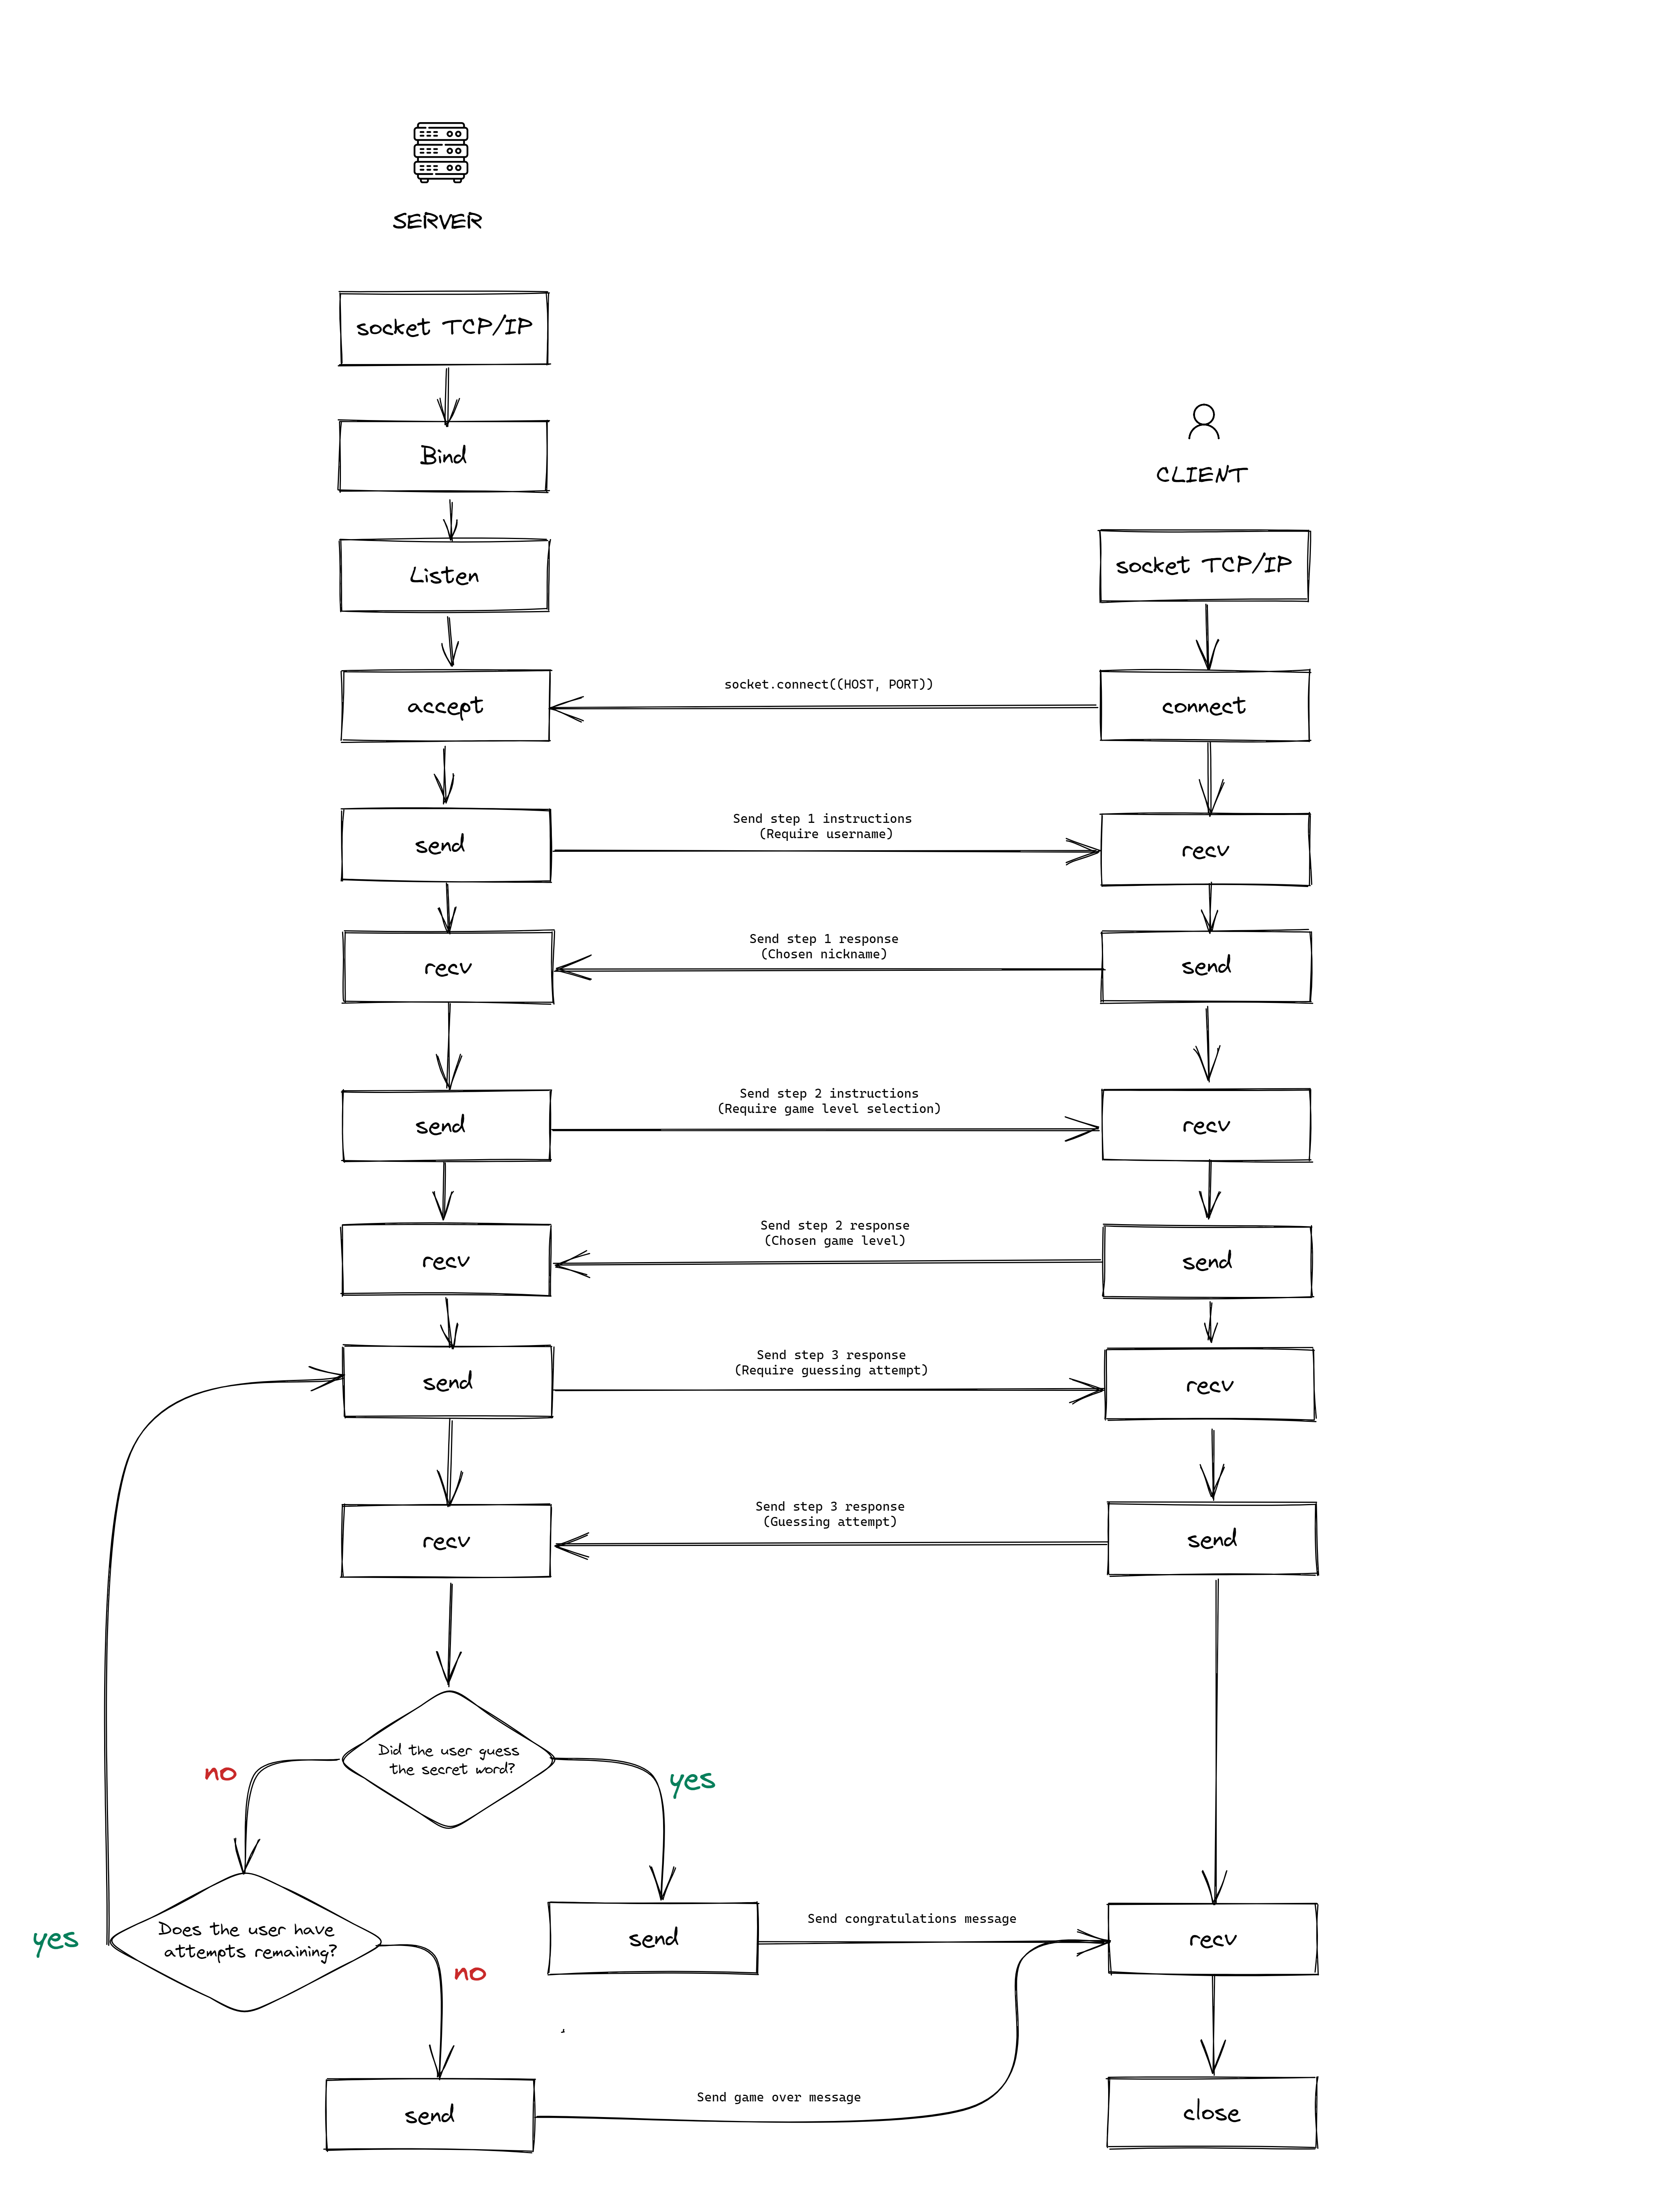 SERVER
socket TCP/IP
Bind
CLIENT
Listen
socket TCP/IP
accept
socket.connect((HOST, PORT))
connect
send
Send step 1 instructions
(Require username)
recv
recv
Send step 1 response
(Chosen nickname)
send
send
Send step 2 instructions
(Require game level selection)
recv
recv
Send step 2 response
(Chosen game level)
send
send
Send step 3 response
(Require guessing attempt)
recv
recv
Send step 3 response
(Guessing attempt)
send
Did the user guess
the secret word?
no
yes
Does the user have
attempts remaining?
yes
no
send
Send congratulations message
recv
send
Send game over message
close